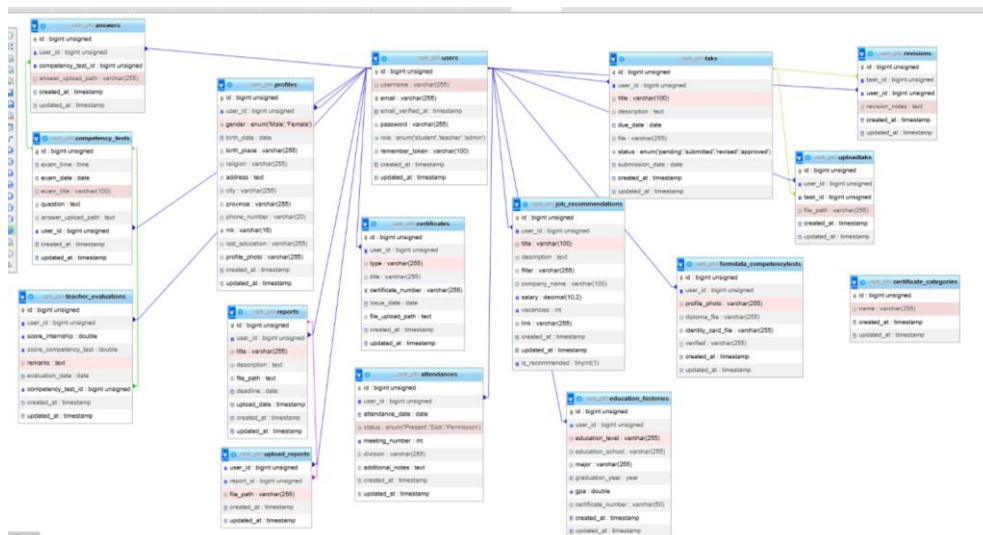 answers
id : bigint unsigned
user_id : bigint unsigned
competency_test_id : bigint unsigned
answer_upload_path : varchar(255)
created_at : timestamp
updated_at : timestamp
competency_tests
id : bigint unsigned
exam_time : time
exam_date : date
exam_title : varchar(100)
question : text
answer_upload_path : text
user_id : bigint unsigned
created_at : timestamp
updated_at : timestamp
teacher_evaluations
id : bigint unsigned
user_id : bigint unsigned
score_internship : double
score_competency_test : double
remarks : text
evaluation_date : date
competency_test_id : bigint unsigned
created_at : timestamp
updated_at : timestamp
profiles
id : bigint unsigned
user_id : bigint unsigned
gender : enum('Male','Female')
birth_date : date
birth_place : varchar(255)
religion : varchar(255)
address : text
city : varchar(255)
province : varchar(255)
phone_number : varchar(20)
nik : varchar(16)
last_education : varchar(255)
profile_photo : varchar(255)
created_at : timestamp
updated_at : timestamp
reports
id : bigint unsigned
user_id : bigint unsigned
title : varchar(255)
description : text
file_path : text
deadline : date
upload_date : timestamp
created_at : timestamp
updated_at : timestamp
upload_reports
user_id : bigint unsigned
report_id : bigint unsigned
file_path : varchar(255)
created_at : timestamp
updated_at : timestamp
users
id : bigint unsigned
username : varchar(255)
email : varchar(255)
email_verified_at : timestamp
password : varchar(255)
role : enum('student','teacher','admin')
remember_token : varchar(100)
created_at : timestamp
updated_at : timestamp
certificates
id : bigint unsigned
user_id : bigint unsigned
type : varchar(255)
title : varchar(255)
certificate_number : varchar(255)
issue_date : date
file_upload_path : text
created_at : timestamp
updated_at : timestamp
attendances
id : bigint unsigned
user_id : bigint unsigned
attendance_date : date
status : enum('Present','Sick','Permission')
meeting_number : int
division : varchar(255)
additional_notes : text
created_at : timestamp
updated_at : timestamp
taks
id : bigint unsigned
user_id : bigint unsigned
title : varchar(100)
description : text
due_date : date
file : varchar(255)
status : enum('pending','submitted','revised','approved')
submission_date : date
created_at : timestamp
updated_at : timestamp
job_recommendations
id : bigint unsigned
user_id : bigint unsigned
title : varchar(100)
description : text
filter : varchar(255)
company_name : varchar(100)
salary : decimal(10,2)
vacancies : int
link : varchar(255)
created_at : timestamp
updated_at : timestamp
is_recommended : tinyint(1)
education_histories
id : bigint unsigned
user_id : bigint unsigned
education_level : varchar(255)
education_school : varchar(255)
major : varchar(255)
graduation_year : year
gpa : double
certificate_number : varchar(50)
created_at : timestamp
updated_at : timestamp
formdata_competencytests
id : bigint unsigned
user_id : bigint unsigned
profile_photo : varchar(255)
diploma_file : varchar(255)
identity_card_file : varchar(255)
verified : varchar(255)
created_at : timestamp
updated_at : timestamp
revisions
task_id : bigint unsigned
user_id : bigint unsigned
revision_notes : text
created_at : timestamp
updated_at : timestamp
uploadtaks
id : bigint unsigned
user_id : bigint unsigned
task_id : bigint unsigned
file_path : varchar(255)
created_at : timestamp
updated_at : timestamp
certificate_categories
id : bigint unsigned
name : varchar(255)
created_at : timestamp
updated_at : timestamp